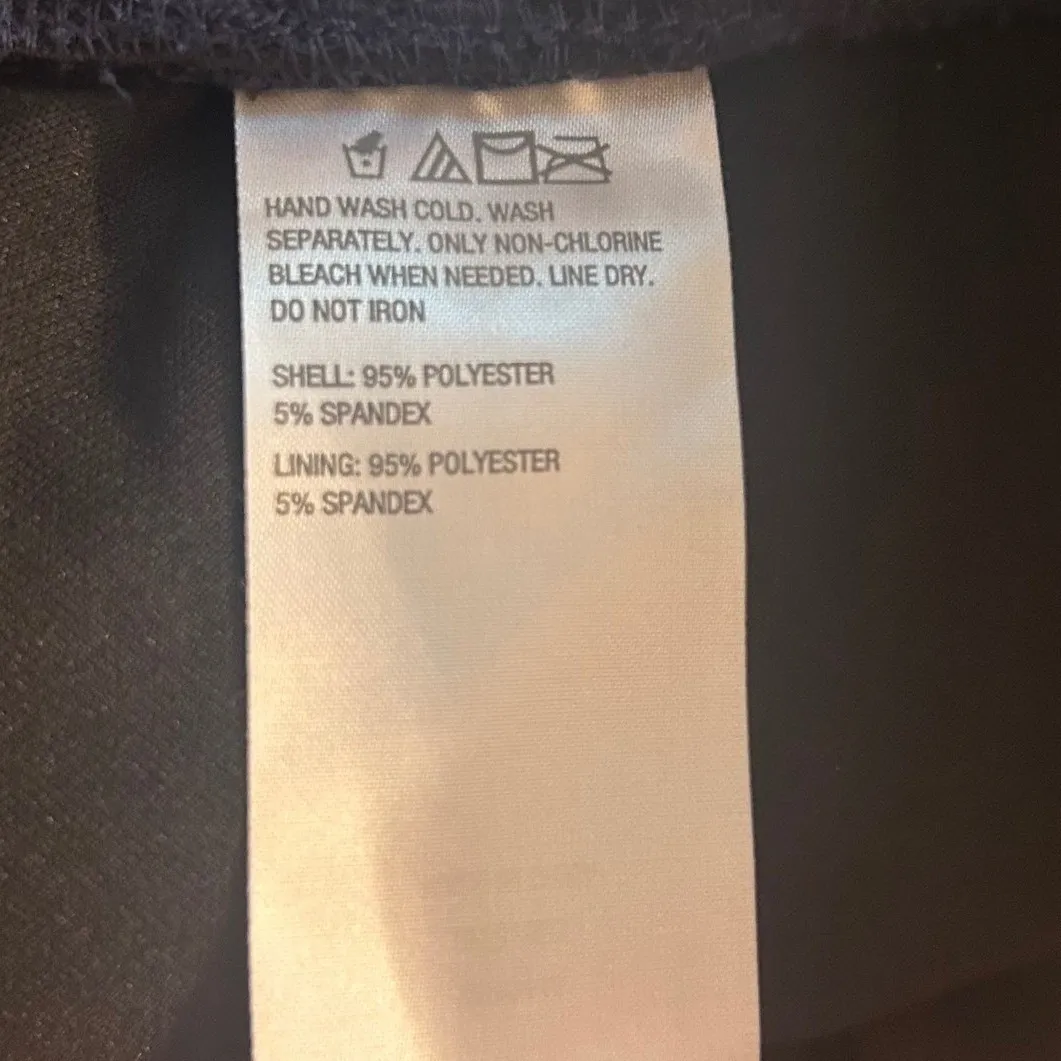 HAND WASH COLD. WASH
SEPARATELY. ONLY NON-CHLORINE
BLEACH WHEN NEEDED. LINE DRY.
DO NOT IRON
SHELL: 95% POLYESTER
5% SPANDEX
LINING: 95% POLYESTER
5% SPANDEX